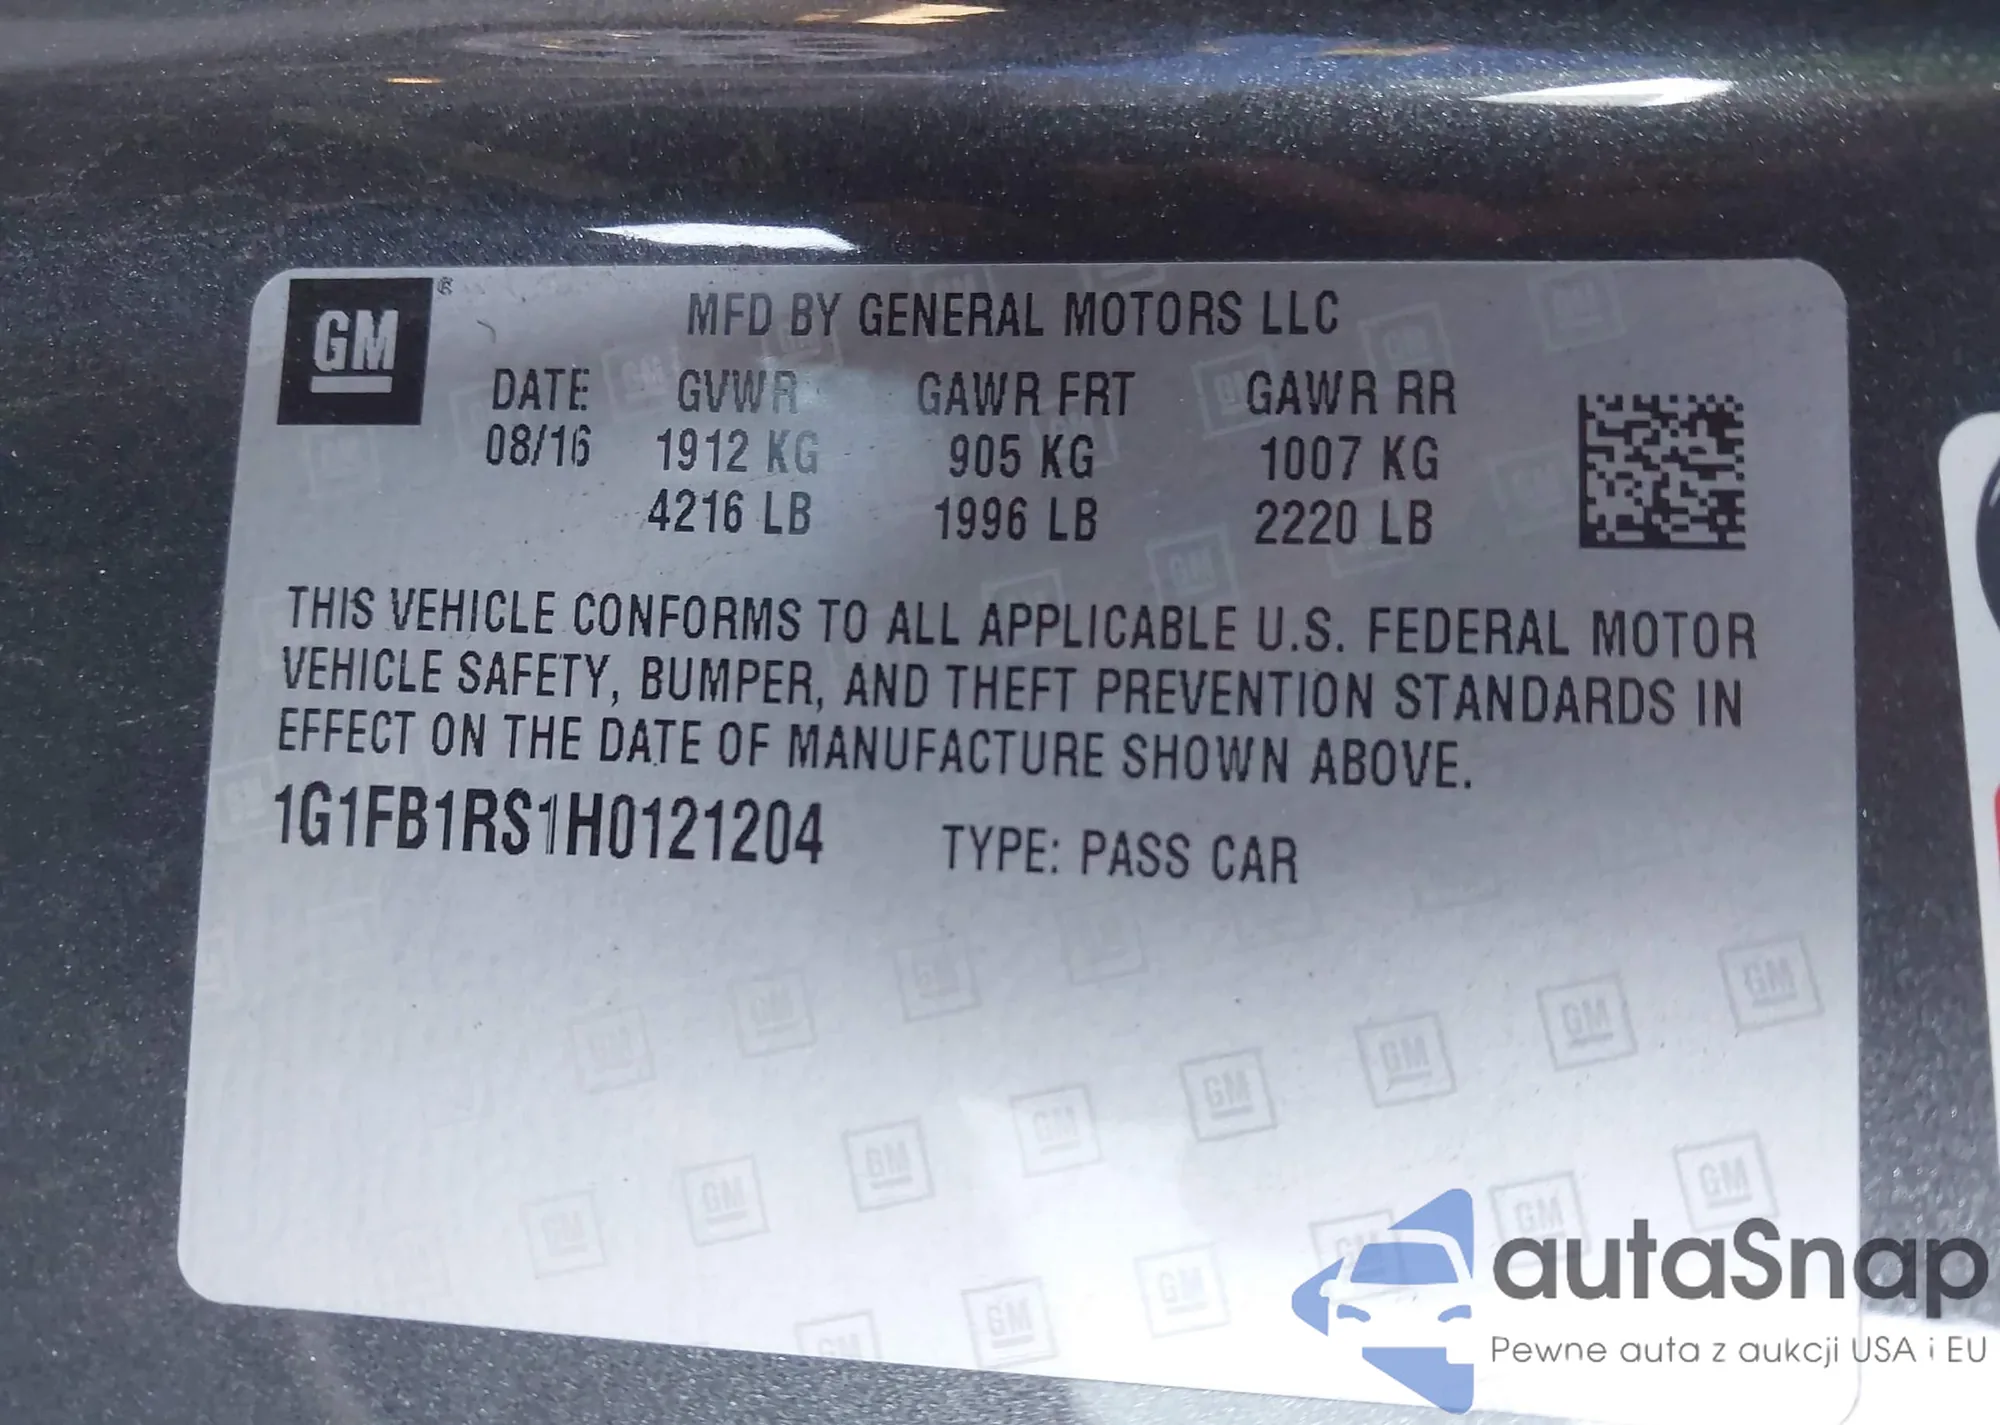 GM ®
MFD BY GENERAL MOTORS LLC
DATE GVWR GAWR FRT GAWR RR
08/16 1912 KG 905 KG 1007 KG
4216 LB 1996 LB 2220 LB
THIS VEHICLE CONFORMS TO ALL APPLICABLE U.S. FEDERAL MOTOR
VEHICLE SAFETY, BUMPER, AND THEFT PREVENTION STANDARDS IN
EFFECT ON THE DATE OF MANUFACTURE SHOWN ABOVE.
1G1FB1RS1H0121204 TYPE: PASS CAR
autaSnap
Pewne auta z aukcji USA i EU